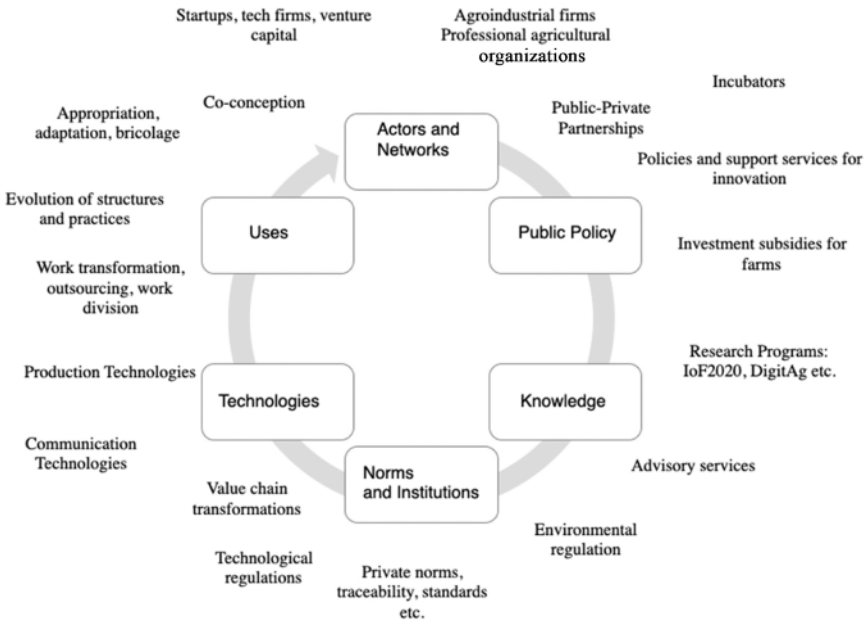 Startups, tech firms, venture
capital
Agroindustrial firms
Professional agricultural
organizations
Incubators
Co-conception
Public-Private
Partnerships
Appropriation,
adaptation, bricolage
Actors and
Networks
Policies and support services for
innovation
Evolution of structures
and practices
Uses
Public Policy
Investment subsidies for
farms
Work transformation,
outsourcing, work
division
Research Programs:
IoF2020, DigitAg etc.
Production Technologies
Technologies
Knowledge
Communication
Technologies
Advisory services
Norms
and Institutions
Value chain
transformations
Environmental
regulation
Technological
regulations
Private norms,
traceability, standards
etc.